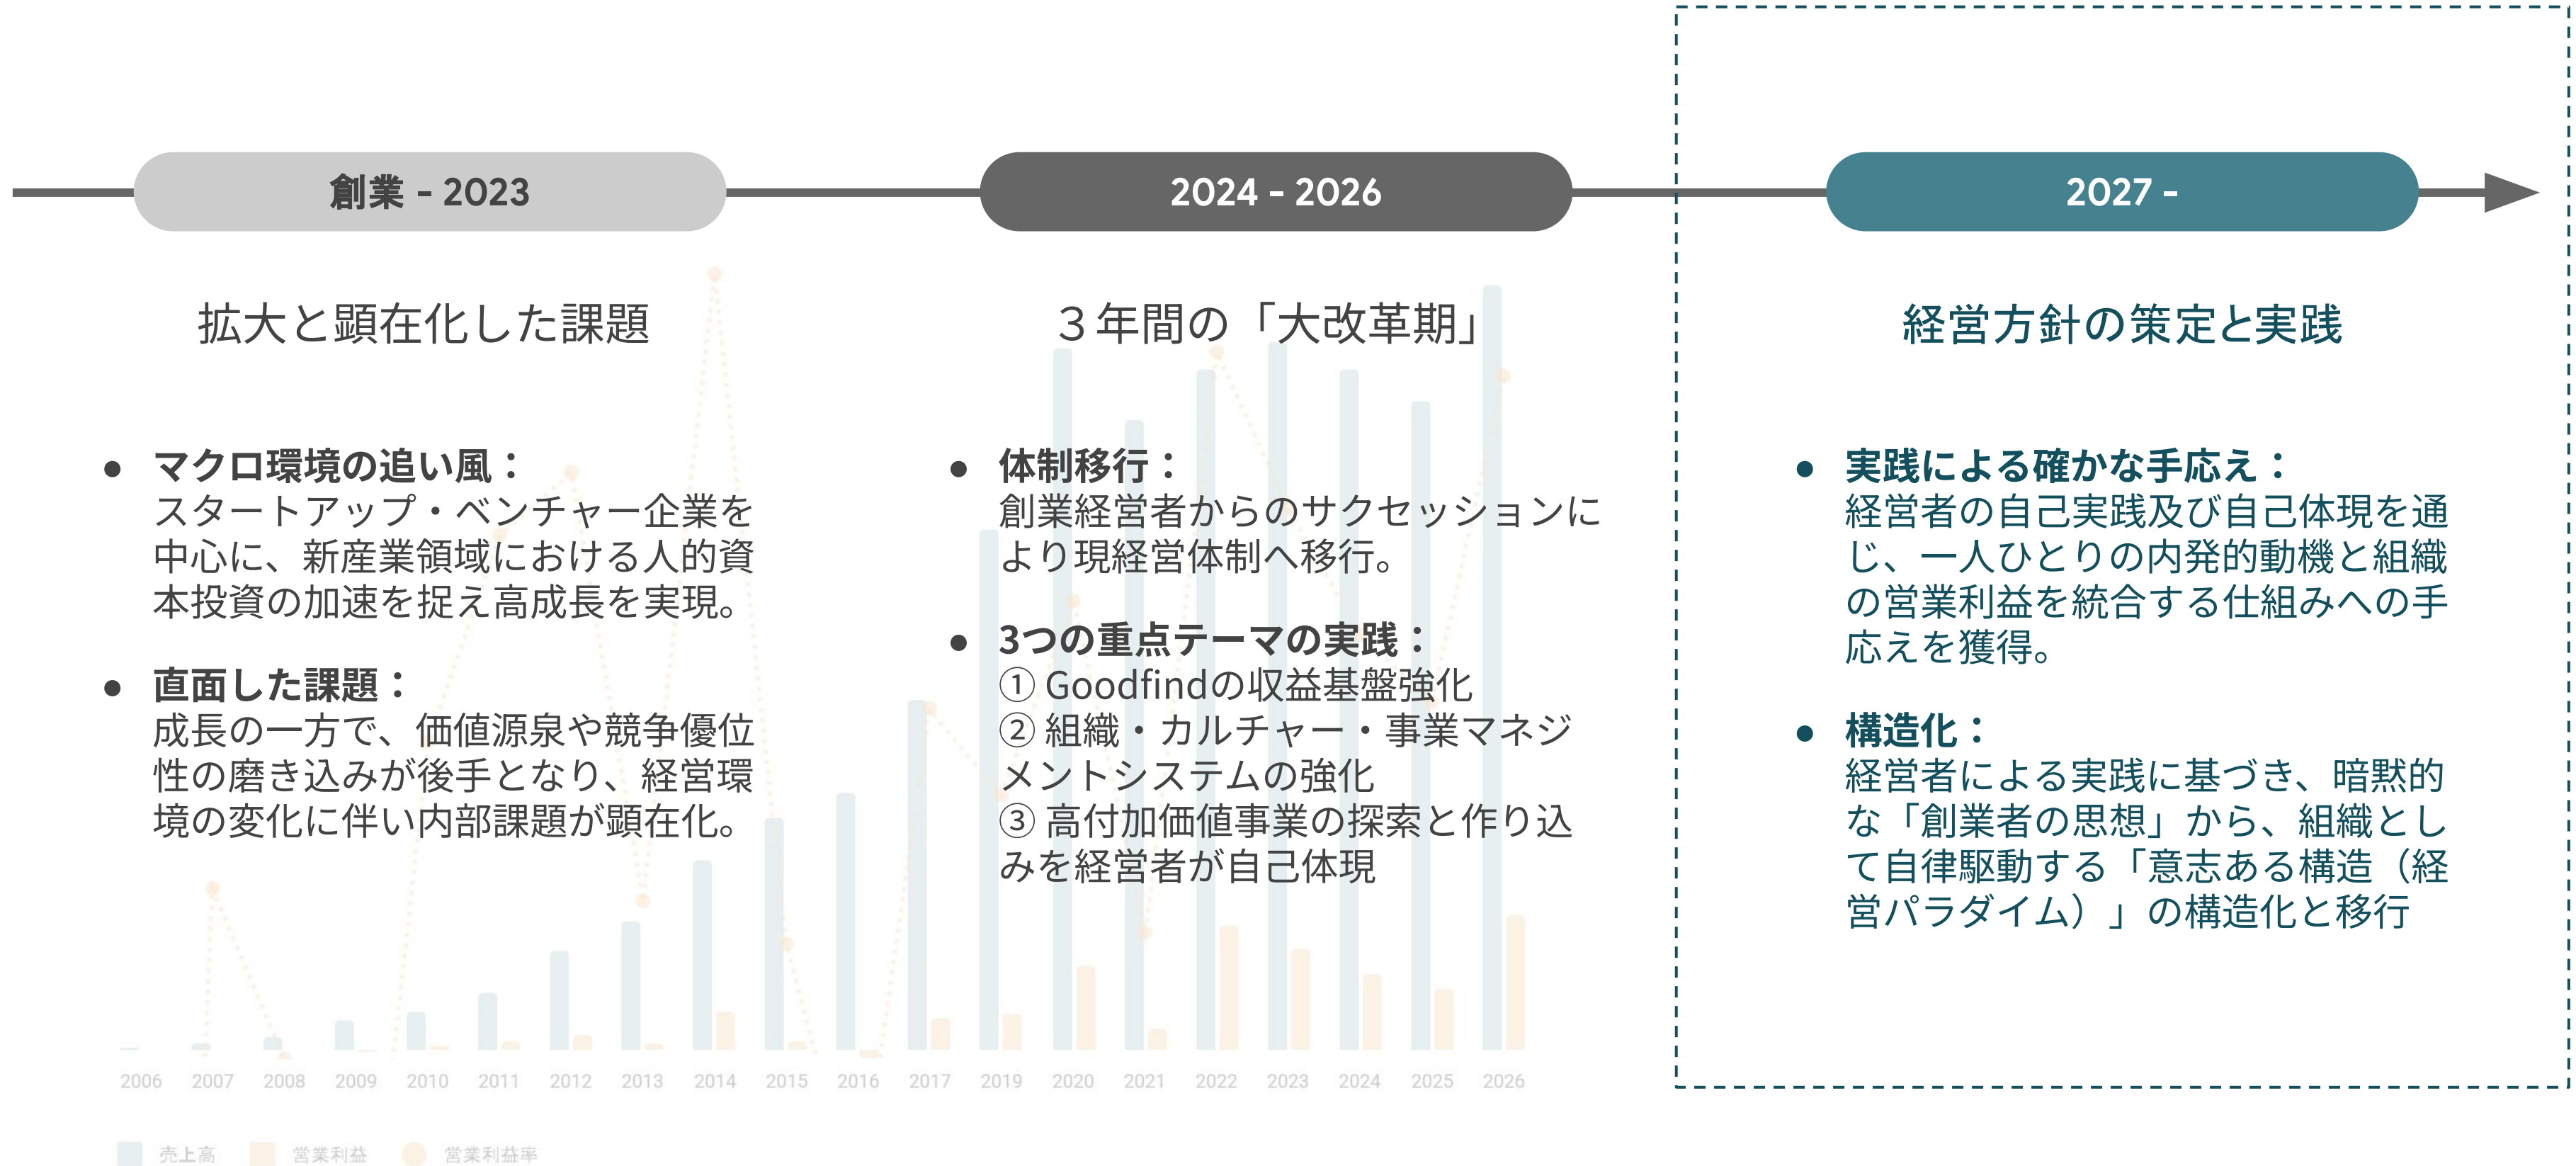 創業 - 2023
拡大と顕在化した課題
● マクロ環境の追い風：
スタートアップ・ベンチャー企業を
中心に、新産業領域における人的資
本投資の加速を捉え高成長を実現。
● 直面した課題：
成長の一方で、価値源泉や競争優位
性の磨き込みが後手となり、経営環
境の変化に伴い内部課題が顕在化。
2024 - 2026
３年間の「大改革期」
● 体制移行：
創業経営者からのサクセッションに
より現経営体制へ移行。
● 3つの重点テーマの実践：
① Goodfindの収益基盤強化
② 組織・カルチャー・事業マネジ
メントシステムの強化
③ 高付加価値事業の探索と作り込
みを経営者が自己体現
2027 -
経営方針の策定と実践
● 実践による確かな手応え：
経営者の自己実践及び自己体現を通
じ、一人ひとりの内発的動機と組織
の営業利益を統合する仕組みへの手
応えを獲得。
● 構造化：
経営者による実践に基づき、暗黙的
な「創業者の思想」から、組織とし
て自律駆動する「意志ある構造（経
営パラダイム）」の構造化と移行
2006 2007 2008 2009 2010 2011 2012 2013 2014 2015 2016 2017 2019 2020 2021 2022 2023 2024 2025 2026
売上高 営業利益 営業利益率